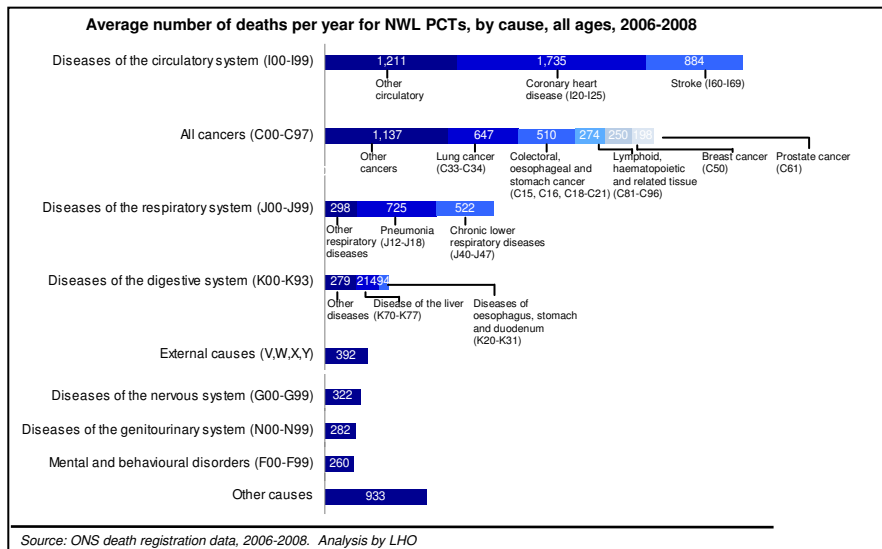 Average number of deaths per year for NWL PCTs, by cause, all ages, 2006-2008
Diseases of the circulatory system (I00-I99)
1,211 1,735 884
Other
circulatory
Coronary heart
disease (I20-I25)
Stroke (I60-I69)
All cancers (C00-C97)
1,137 647 510 274 250 198
Other
cancers
Lung cancer
(C33-C34)
Colectoral,
oesophageal and
stomach cancer
(C15, C16, C18-C21)
Lymphoid,
haematopoietic
and related tissue
(C81-C96)
Breast cancer
(C50)
Prostate cancer
(C61)
Diseases of the respiratory system (J00-J99)
298 725 522
Other
respiratory
diseases
Pneumonia
(J12-J18)
Chronic lower
respiratory diseases
(J40-J47)
Diseases of the digestive system (K00-K93)
279 214 94
Other
diseases
Disease of the liver
(K70-K77)
Diseases of
oesophagus, stomach
and duodenum
(K20-K31)
External causes (V,W,X,Y)
392
Diseases of the nervous system (G00-G99)
322
Diseases of the genitourinary system (N00-N99)
282
Mental and behavioural disorders (F00-F99)
260
Other causes
933
Source: ONS death registration data, 2006-2008. Analysis by LHO